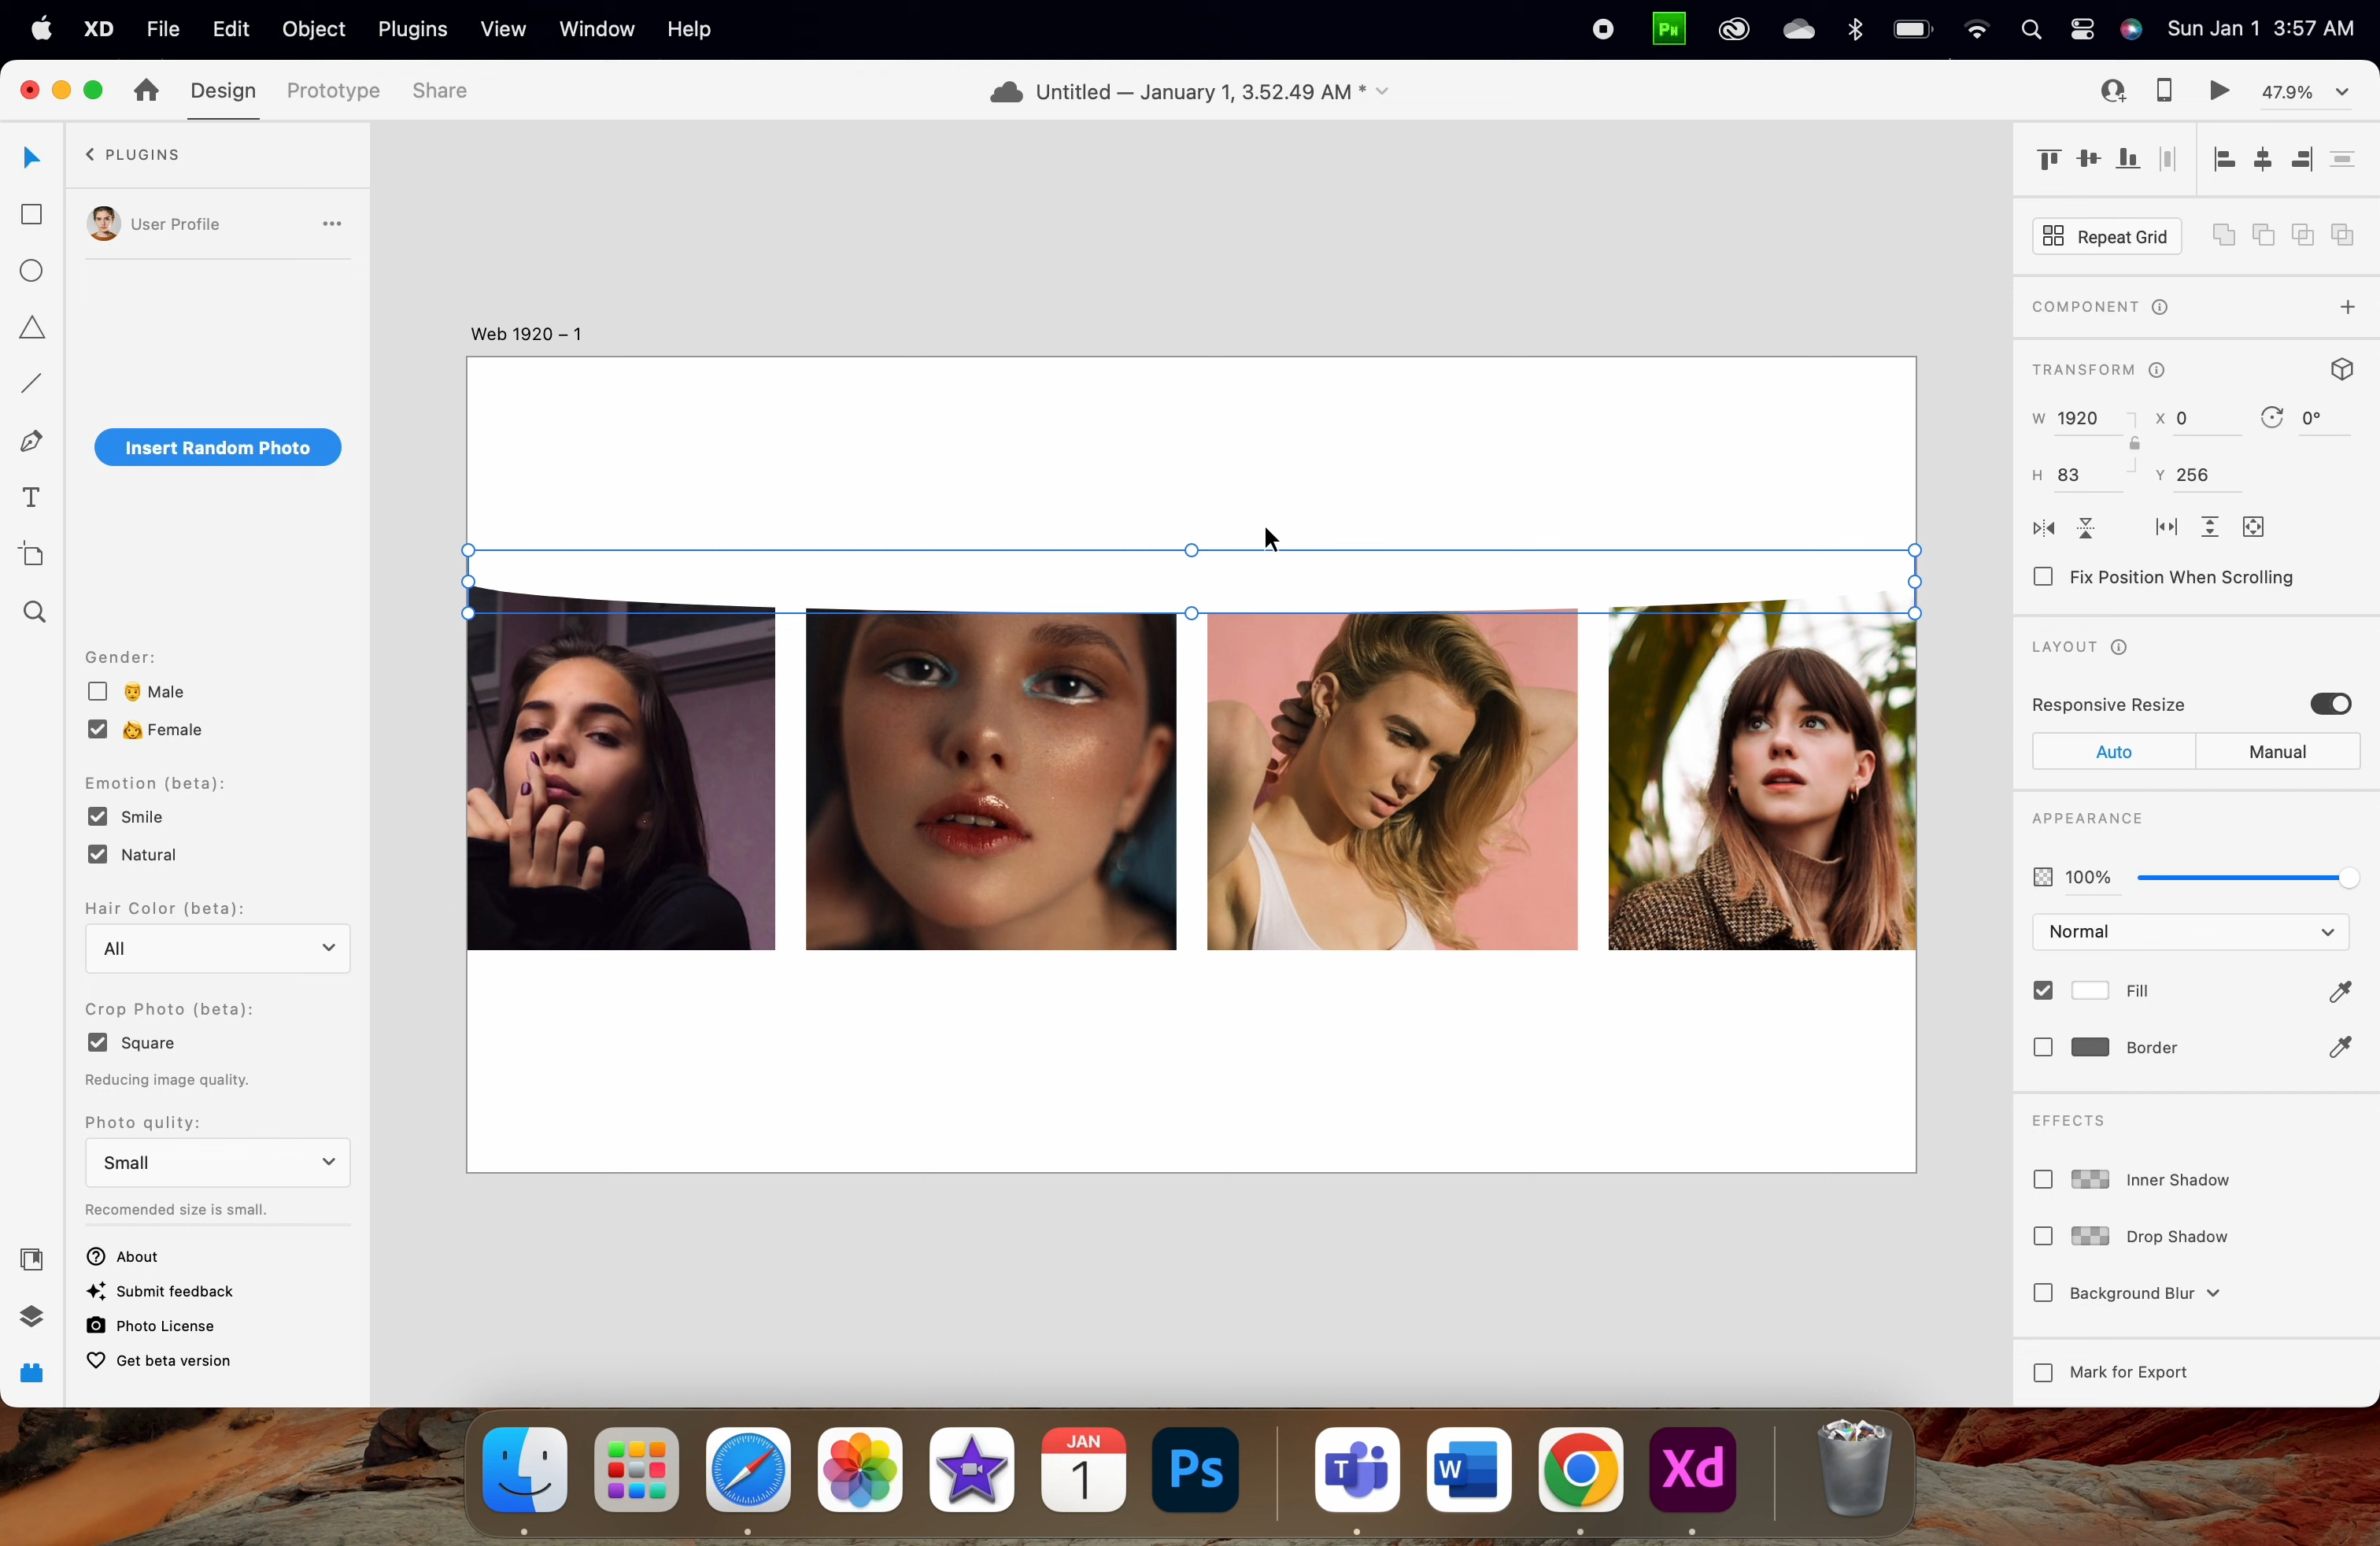 XD File Edit Object Plugins View Window Help Sun Jan 1 3:57 AM
Design Prototype Share Untitled — January 1, 3.52.49 AM * 47.9%
PLUGINS
User Profile
Insert Random Photo
Gender:
Male
Female
Emotion (beta):
Smile
Natural
Hair Color (beta):
All
Crop Photo (beta):
Square
Reducing image quality.
Photo qulity:
Small
Recomended size is small.
About
Submit feedback
Photo License
Get beta version
Web 1920 – 1
Repeat Grid
COMPONENT
TRANSFORM
W 1920 X 0 0°
H 83 Y 256
Fix Position When Scrolling
LAYOUT
Responsive Resize
Auto Manual
APPEARANCE
100%
Normal
Fill
Border
EFFECTS
Inner Shadow
Drop Shadow
Background Blur
Mark for Export
JAN
1
Ps
T
W
Xd